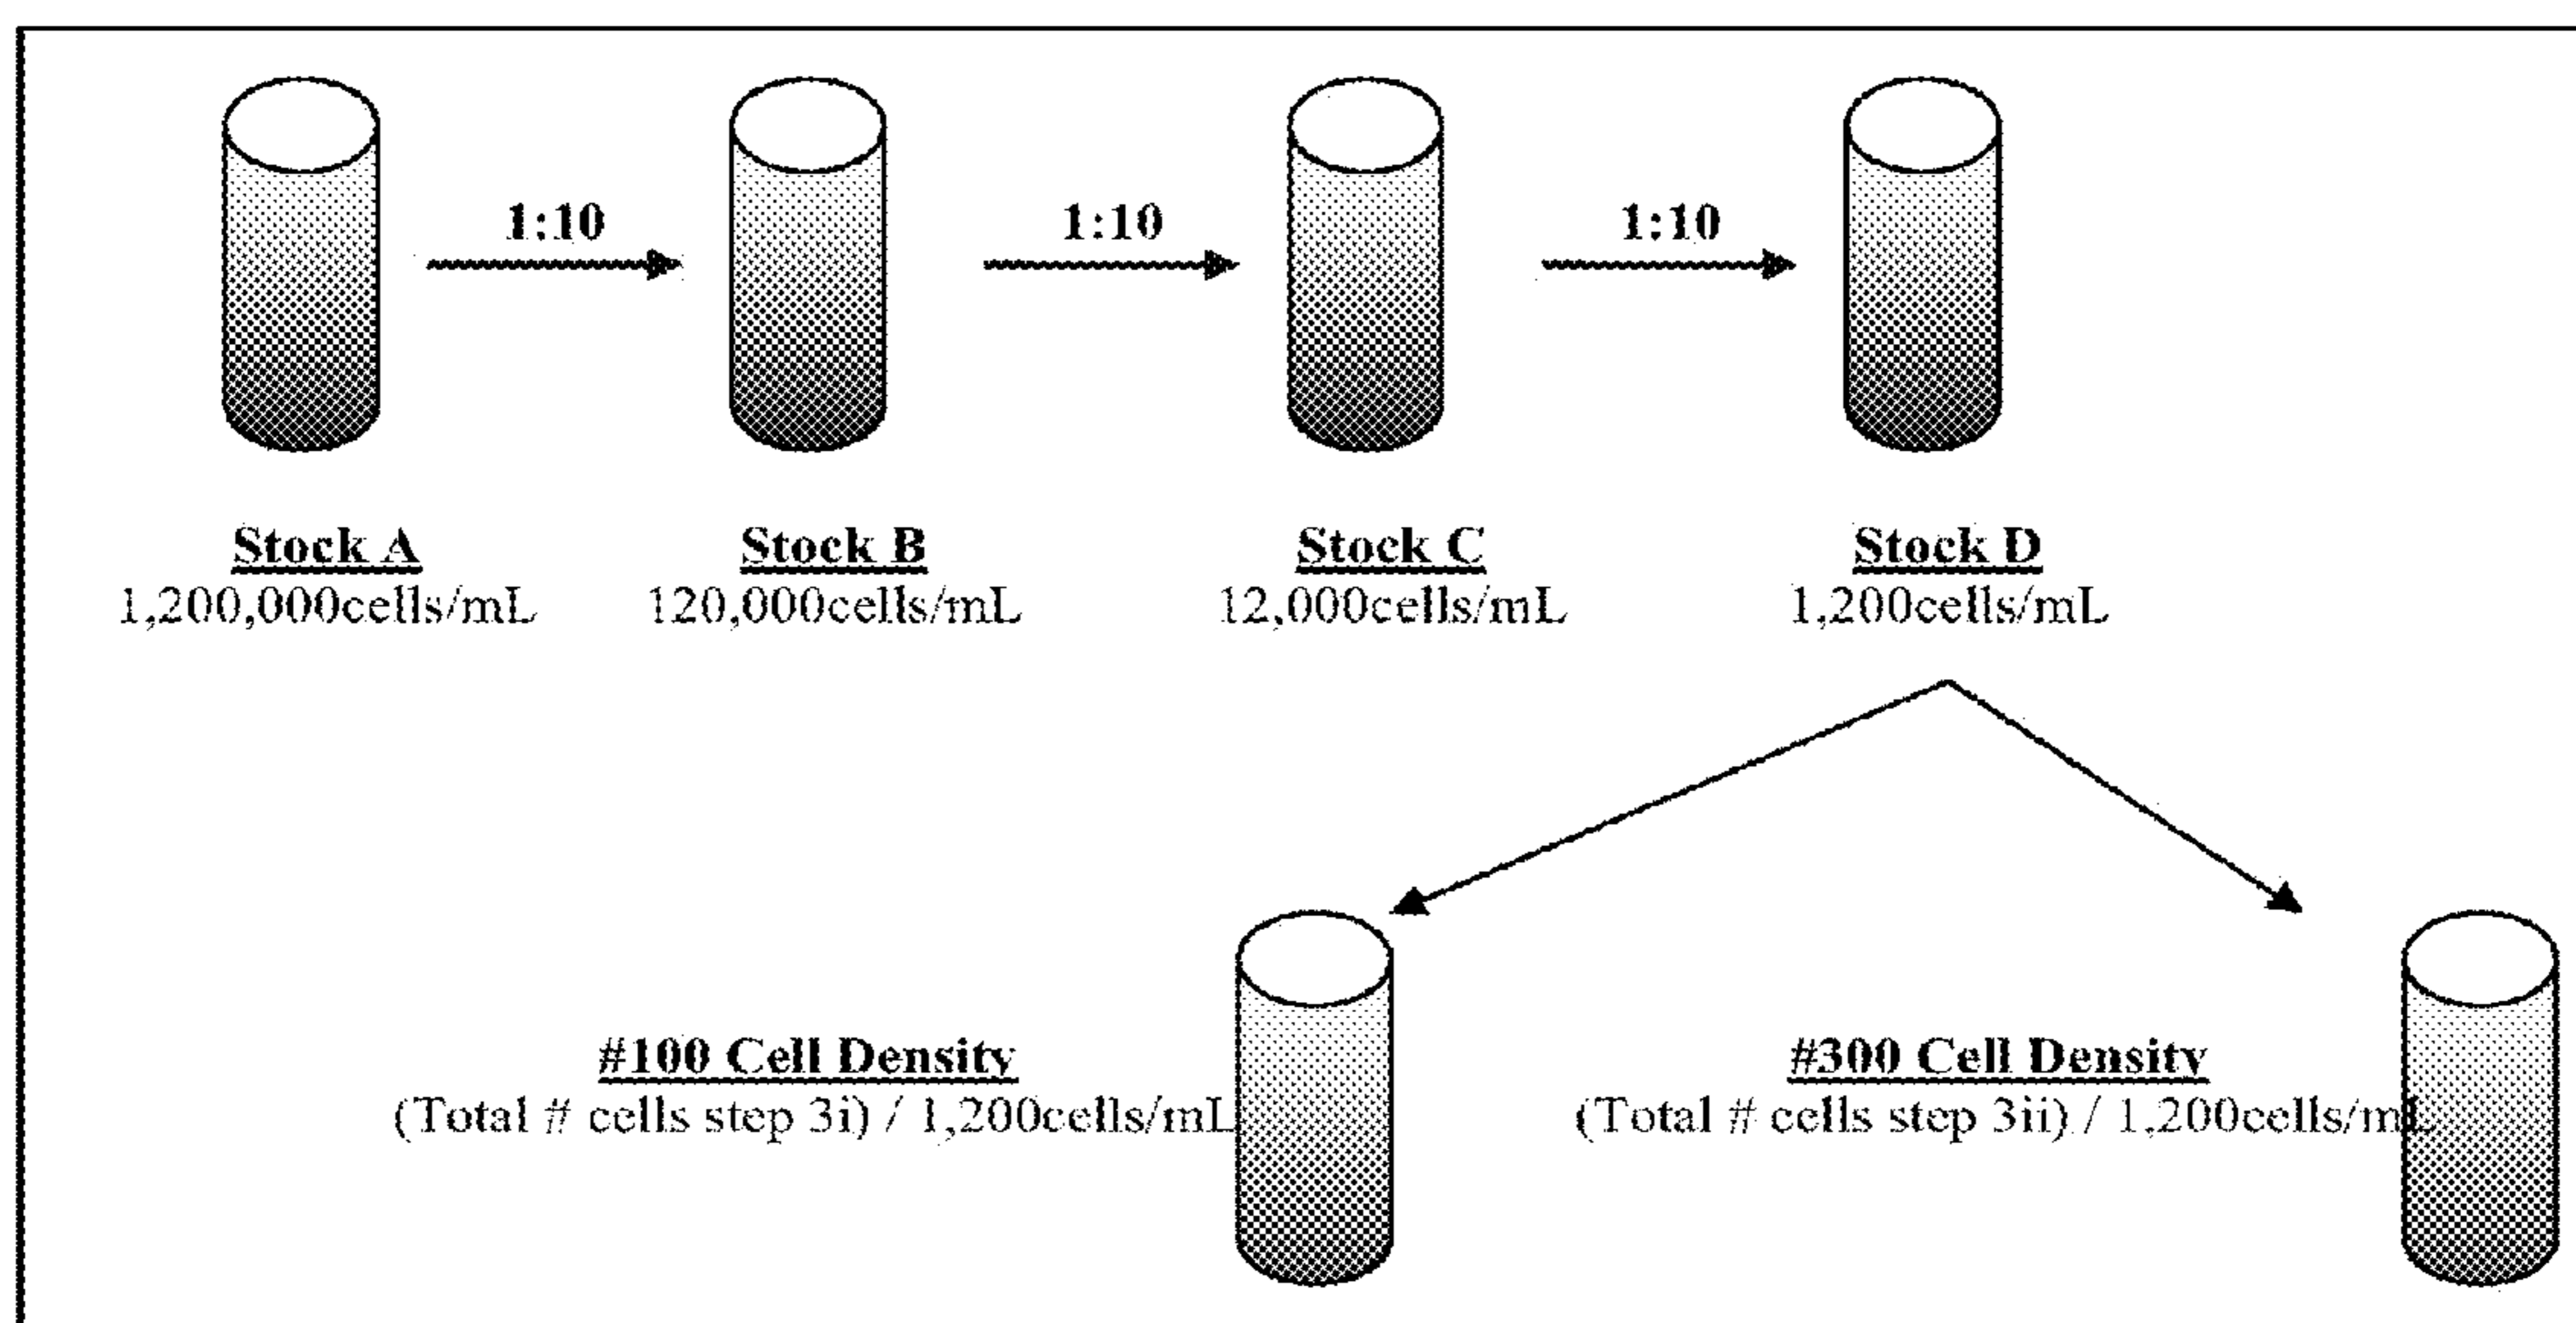 1:10 1:10 1:10
Stock A Stock B Stock C Stock D
1,200,000cells/mL 120,000cells/mL 12,000cells/mL 1,200cells/mL
#100 Cell Density #300 Cell Density
(Total # cells step 3i) / 1,200cells/mL (Total # cells step 3ii) / 1,200cells/mL